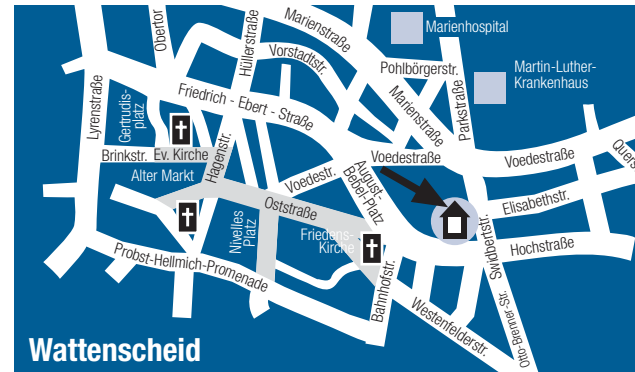 Marienstraße
Marienhospital
Obertor
Hüllerstraße
Vorstadtstr.
Pohlbörgerstr.
Martin-Luther-
Krankenhaus
Lyrenstraße
Gertrudis-
platz
Friedrich - Ebert - Straße
Marienstraße
Parkstraße
Brinkstr.
Ev. Kirche
Hagenstr.
Voedestraße
Voedestraße
Quers
Alter Markt
Voedestr.
August-
Bebel-Platz
Elisabethstr.
Oststraße
Nivelles
Platz
Friedens-
Kirche
Swidbertstr.
Hochstraße
Probst-Hellmich-Promenade
Bahnhofstr.
Westenfelderstr.
Otto-Brenner-Str.
Wattenscheid